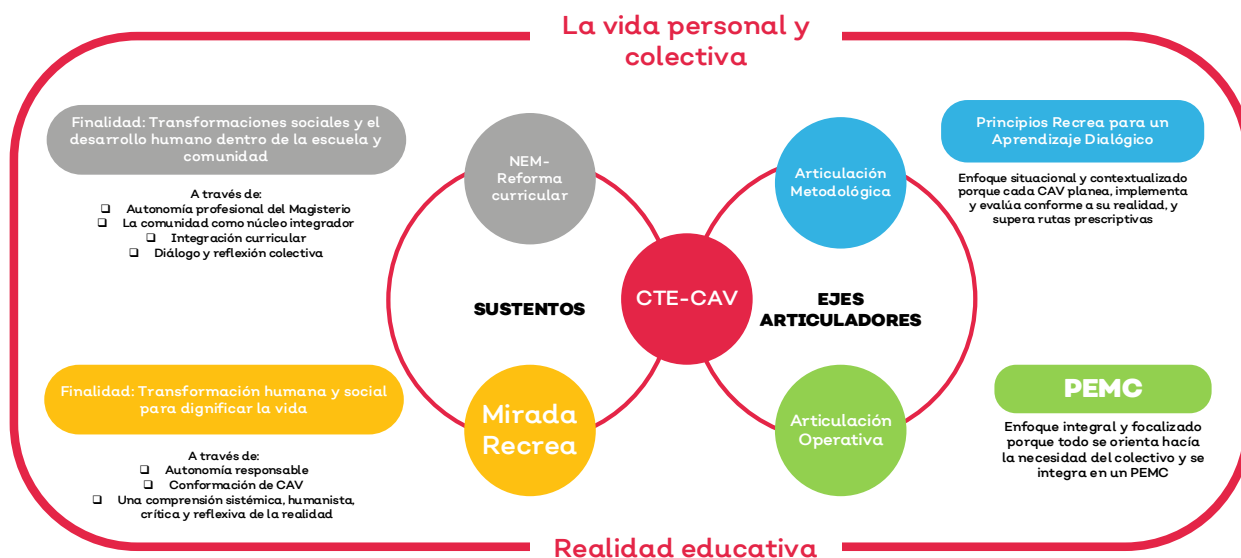 La vida personal y
colectiva
Finalidad: Transformaciones sociales y el
desarrollo humano dentro de la escuela y
comunidad
A través de:
❑ Autonomía profesional del Magisterio
❑ La comunidad como núcleo integrador
❑ Integración curricular
❑ Diálogo y reflexión colectiva
NEM-
Reforma
curricular
Articulación
Metodológica
Principios Recrea para un
Aprendizaje Dialógico
Enfoque situacional y contextualizado
porque cada CAV planea, implementa
y evalúa conforme a su realidad, y
supera rutas prescriptivas
SUSTENTOS
CTE-CAV
EJES
ARTICULADORES
Finalidad: Transformación humana y social
para dignificar la vida
A través de:
❑ Autonomía responsable
❑ Conformación de CAV
❑ Una comprensión sistémica, humanista,
crítica y reflexiva de la realidad
Mirada
Recrea
Articulación
Operativa
PEMC
Enfoque integral y focalizado
porque todo se orienta hacía
la necesidad del colectivo y se
integra en un PEMC
Realidad educativa